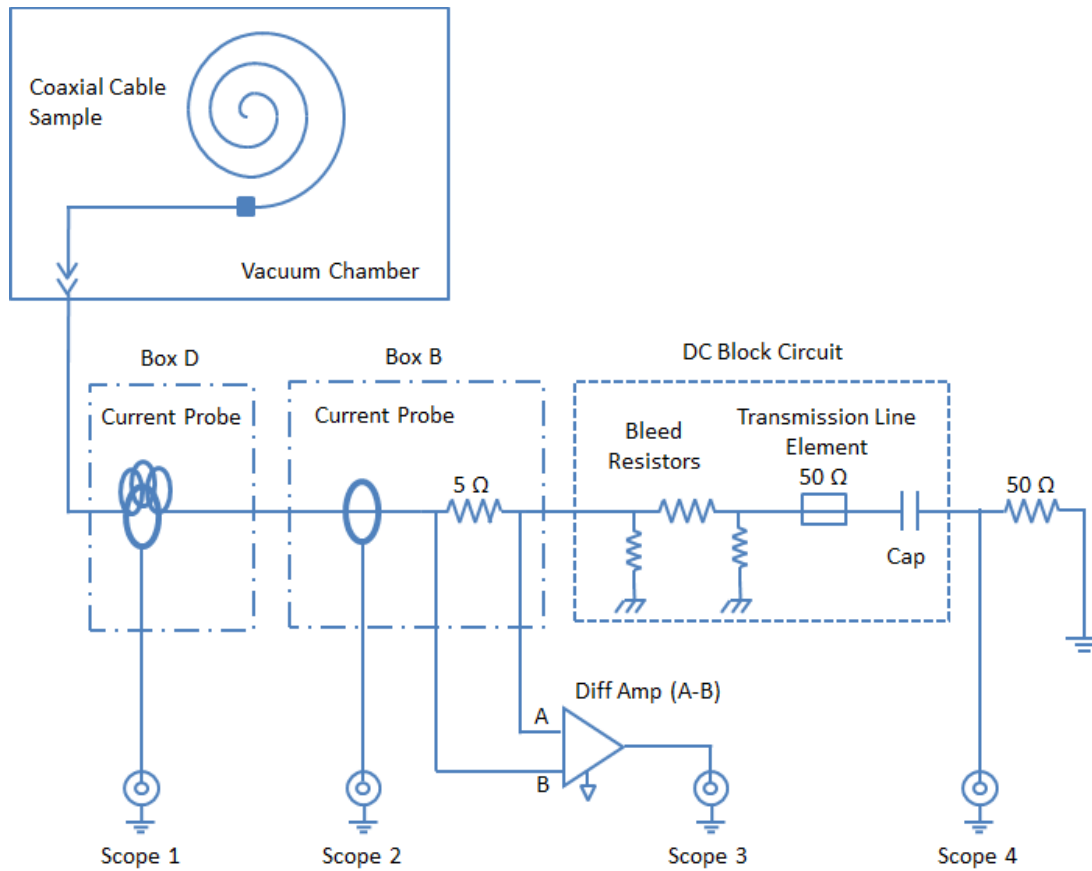 Coaxial Cable
Sample
Vacuum Chamber
Box D
Box B
DC Block Circuit
Current Probe
Current Probe
Bleed
Resistors
Transmission Line
Element
50 Ω
5 Ω
50 Ω
Cap
Diff Amp (A-B)
A
B
Scope 1
Scope 2
Scope 3
Scope 4